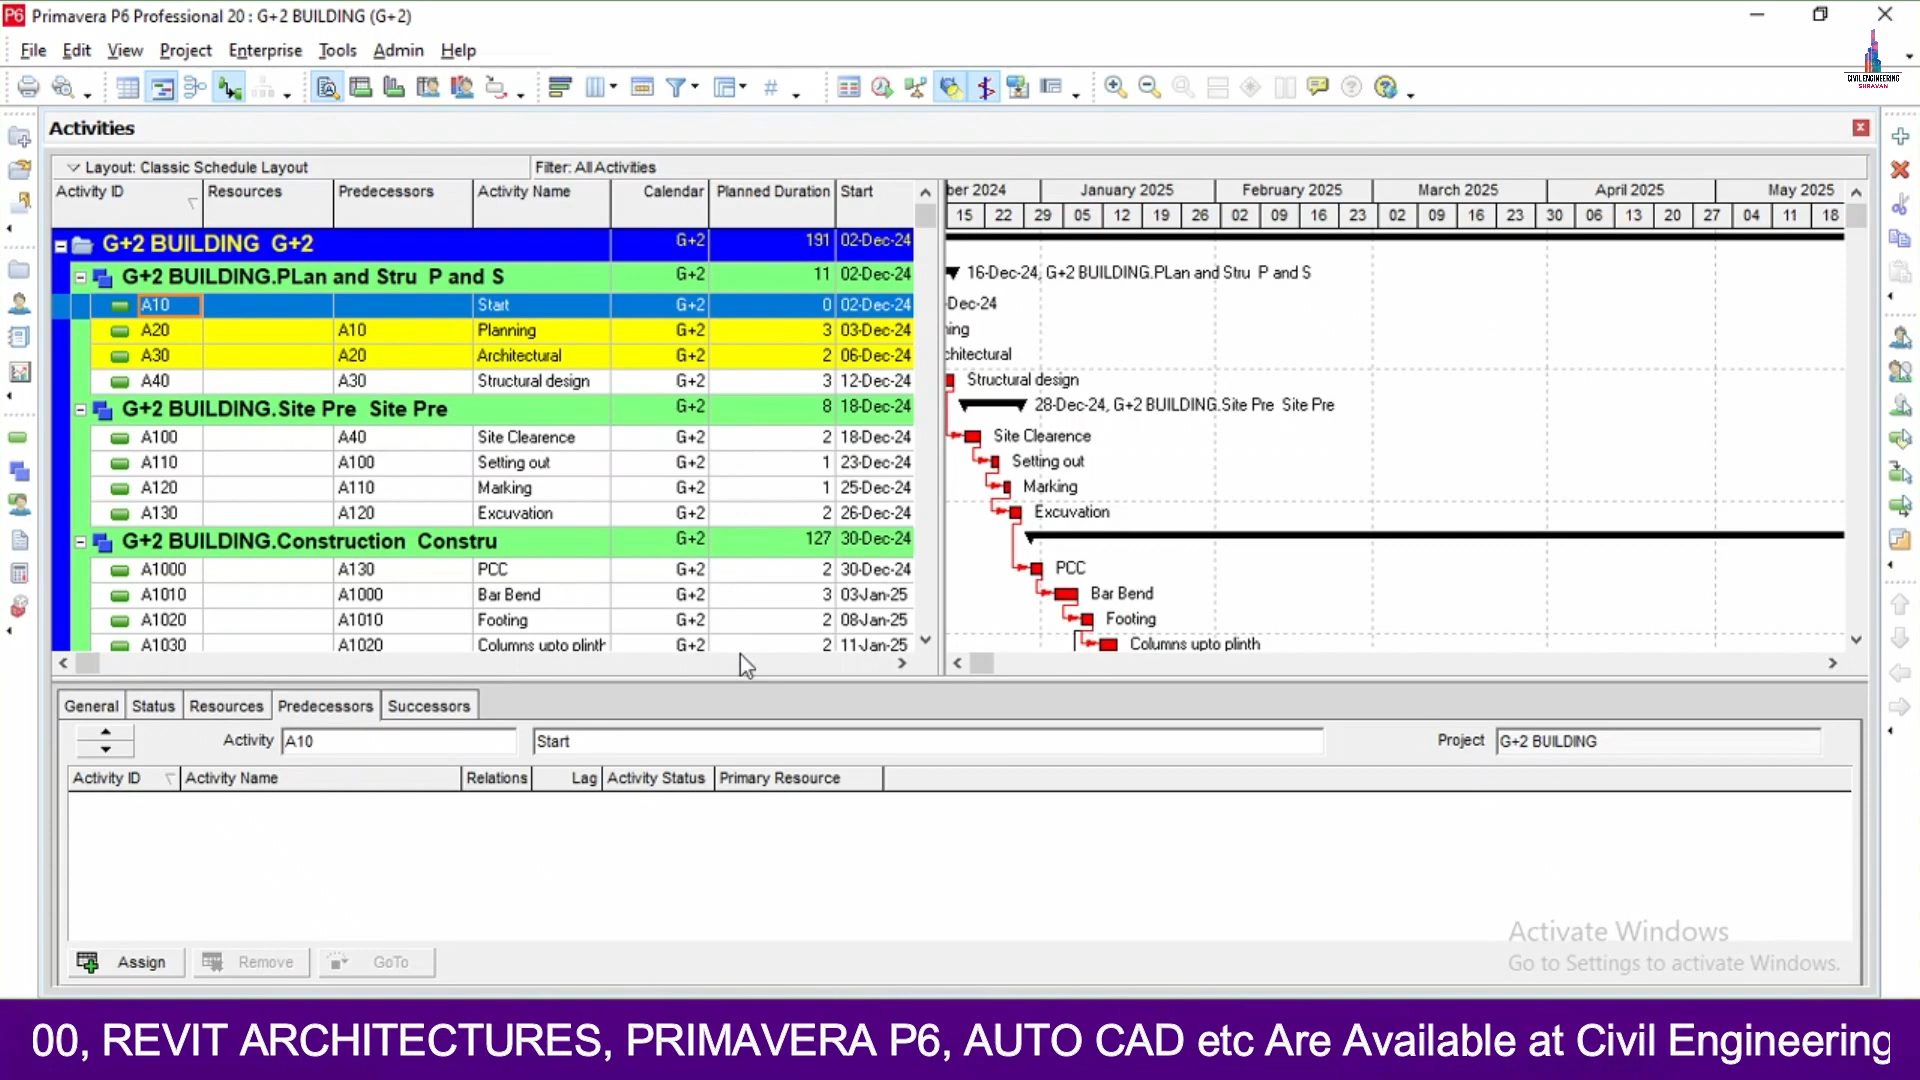 P6 Primavera P6 Professional 20 : G+2 BUILDING (G+2)
File Edit View Project Enterprise Tools Admin Help
CIVIL ENGINEERING
SHRAVAN
Activities
Layout: Classic Schedule Layout Filter: All Activities
Activity ID Resources Predecessors Activity Name Calendar Planned Duration Start
ber 2024 January 2025 February 2025 March 2025 April 2025 May 2025
15 22 29 05 12 19 26 02 09 16 23 02 09 16 23 30 06 13 20 27 04 11 18
G+2 BUILDING G+2 G+2 191 02-Dec-24
G+2 BUILDING.PLan and Stru P and S G+2 11 02-Dec-24 16-Dec-24, G+2 BUILDING.PLan and Stru P and S
A10 Start G+2 0 02-Dec-24 -Dec-24
A20 A10 Planning G+2 3 03-Dec-24 ning
A30 A20 Architectural G+2 2 06-Dec-24 chitectural
A40 A30 Structural design G+2 3 12-Dec-24 Structural design
G+2 BUILDING.Site Pre Site Pre G+2 8 18-Dec-24 28-Dec-24, G+2 BUILDING.Site Pre Site Pre
A100 A40 Site Clearence G+2 2 18-Dec-24 Site Clearence
A110 A100 Setting out G+2 1 23-Dec-24 Setting out
A120 A110 Marking G+2 1 25-Dec-24 Marking
A130 A120 Excuvation G+2 2 26-Dec-24 Excuvation
G+2 BUILDING.Construction Constru G+2 127 30-Dec-24
A1000 A130 PCC G+2 2 30-Dec-24 PCC
A1010 A1000 Bar Bend G+2 3 03-Jan-25 Bar Bend
A1020 A1010 Footing G+2 2 08-Jan-25 Footing
A1030 A1020 Columns upto plinth G+2 2 11-Jan-25 Columns upto plinth
General Status Resources Predecessors Successors
Activity A10 Start Project G+2 BUILDING
Activity ID Activity Name Relations Lag Activity Status Primary Resource
Assign Remove GoTo
Activate Windows
Go to Settings to activate Windows.
00, REVIT ARCHITECTURES, PRIMAVERA P6, AUTO CAD etc Are Available at Civil Engineering